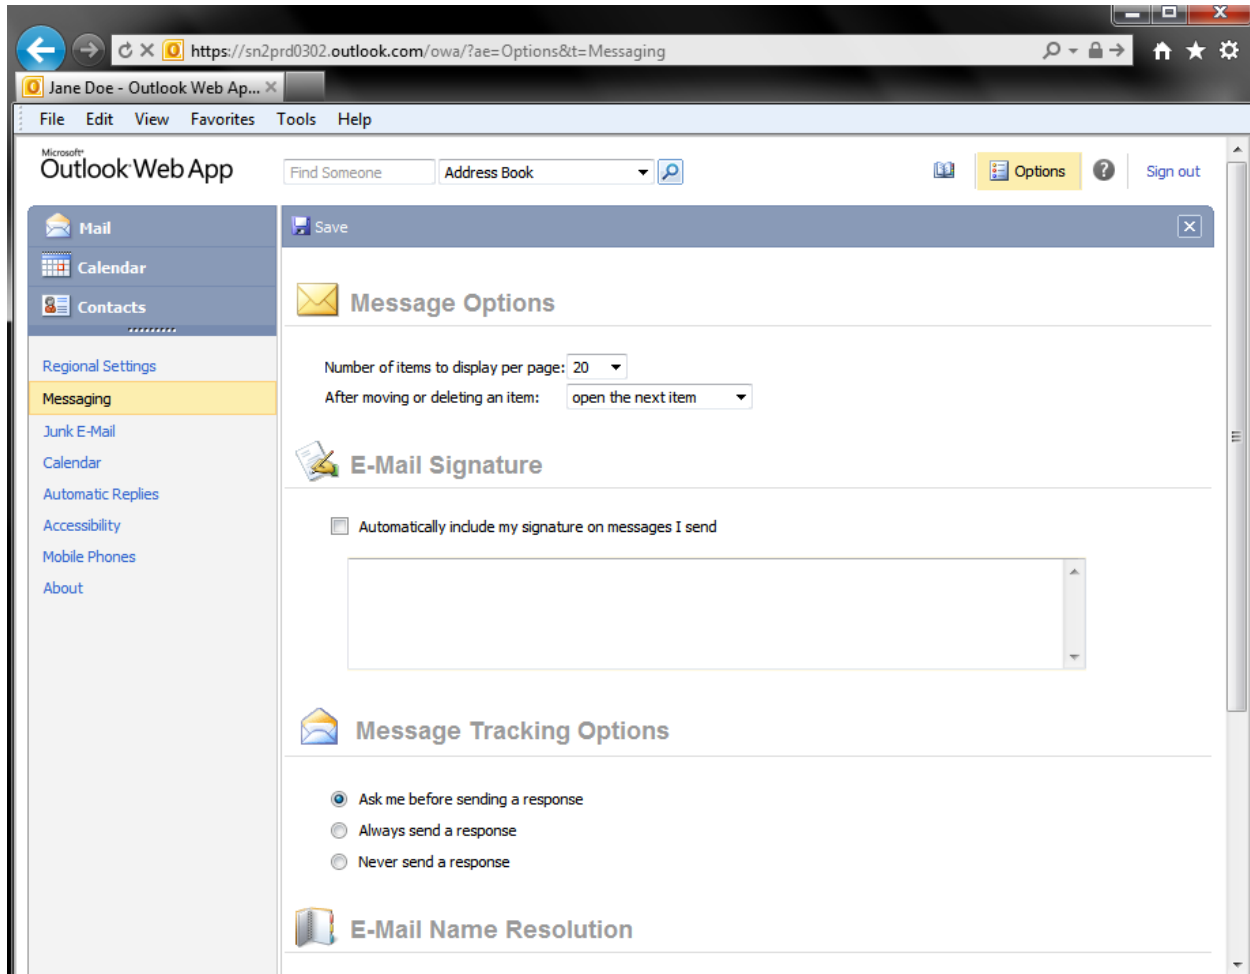 https://sn2prd0302.outlook.com/owa/?ae=Options&t=Messaging
Jane Doe - Outlook Web Ap...
File Edit View Favorites Tools Help
Microsoft®
Outlook Web App
Find Someone Address Book Options ? Sign out
Mail
Save
Calendar
Contacts
Message Options
Regional Settings
Number of items to display per page: 20
Messaging
After moving or deleting an item: open the next item
Junk E-Mail
Calendar
E-Mail Signature
Automatic Replies
Accessibility
Automatically include my signature on messages I send
Mobile Phones
About
Message Tracking Options
Ask me before sending a response
Always send a response
Never send a response
E-Mail Name Resolution